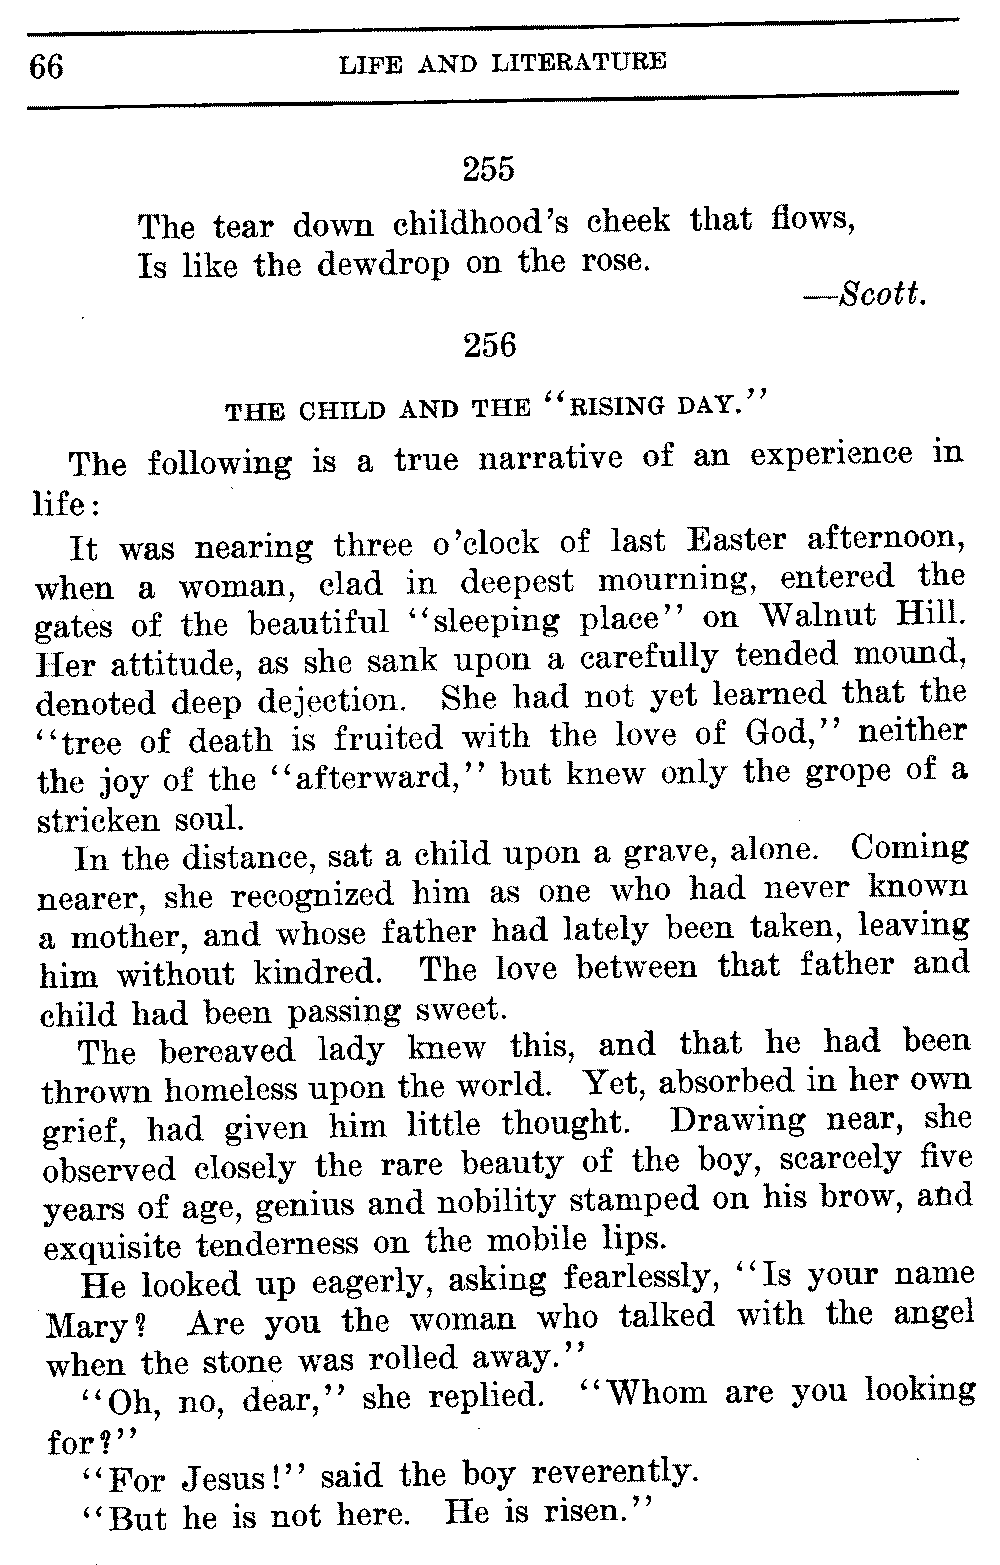 66 LIFE AND LITERATURE
255
The tear down childhood's cheek that flows,
Is like the dewdrop on the rose.
—Scott.
256
THE CHILD AND THE "RISING DAY."
The following is a true narrative of an experience in
life:
It was nearing three o'clock of last Easter afternoon,
when a woman, clad in deepest mourning, entered the
gates of the beautiful "sleeping place" on Walnut Hill.
Her attitude, as she sank upon a carefully tended mound,
denoted deep dejection. She had not yet learned that the
"tree of death is fruited with the love of God," neither
the joy of the "afterward," but knew only the grope of a
stricken soul.
In the distance, sat a child upon a grave, alone. Coming
nearer, she recognized him as one who had never known
a mother, and whose father had lately been taken, leaving
him without kindred. The love between that father and
child had been passing sweet.
The bereaved lady knew this, and that he had been
thrown homeless upon the world. Yet, absorbed in her own
grief, had given him little thought. Drawing near, she
observed closely the rare beauty of the boy, scarcely five
years of age, genius and nobility stamped on his brow, and
exquisite tenderness on the mobile lips.
He looked up eagerly, asking fearlessly, "Is your name
Mary? Are you the woman who talked with the angel
when the stone was rolled away."
"Oh, no, dear," she replied. "Whom are you looking
for?"
"For Jesus!" said the boy reverently.
"But he is not here. He is risen."